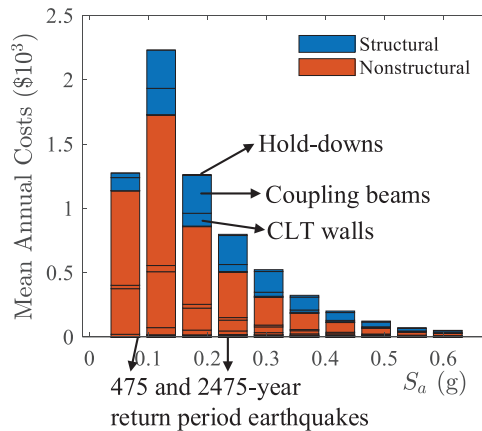 Mean Annual Costs ($10³)
2.5
2
1.5
1
0.5
0
Structural
Nonstructural
Hold-downs
Coupling beams
CLT walls
0 0.1 0.2 0.3 0.4 0.5 0.6
Sₐ (g)
475 and 2475-year
return period earthquakes